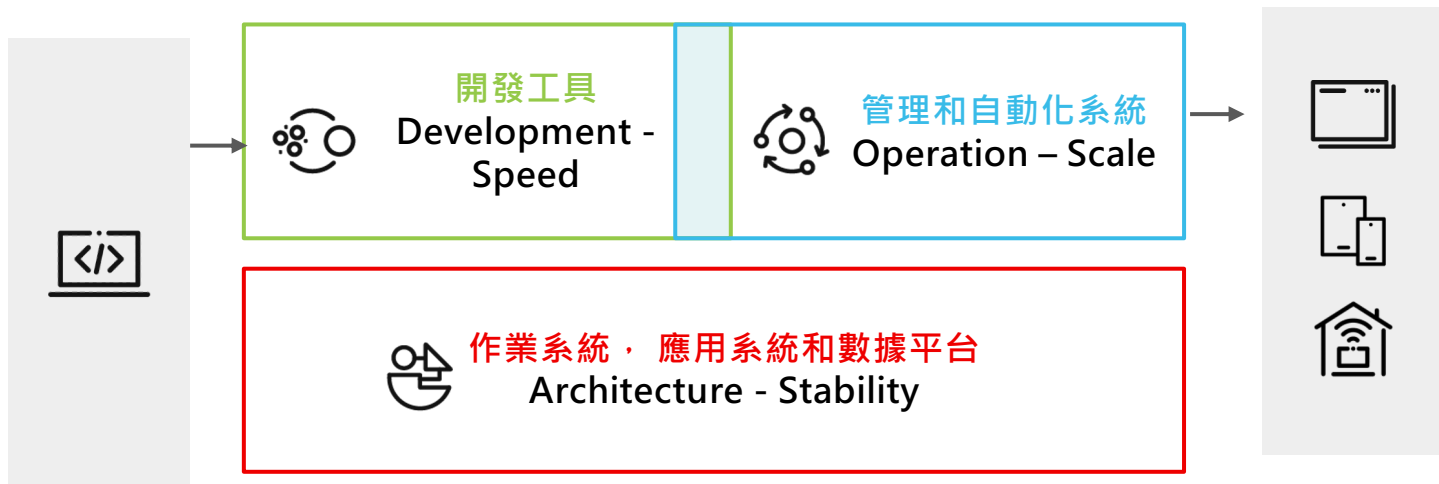 開發工具
Development -
Speed
管理和自動化系統
Operation – Scale
</>
作業系統， 應用系統和數據平台
Architecture - Stability